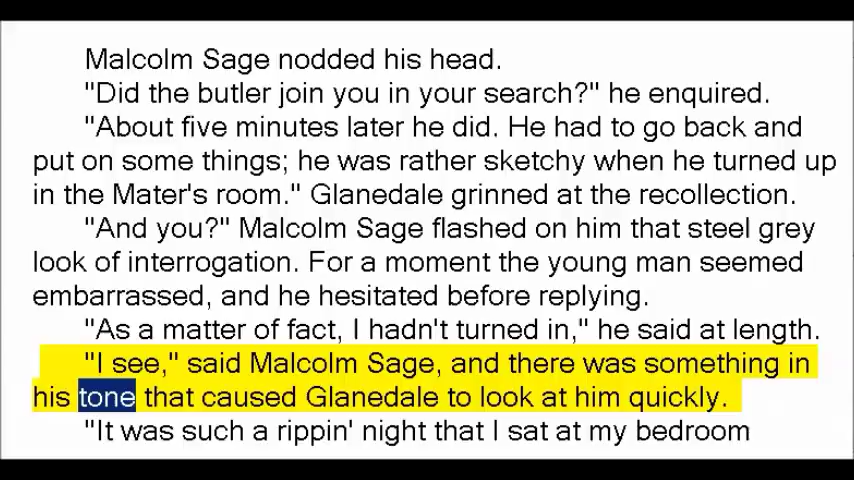 Malcolm Sage nodded his head.
"Did the butler join you in your search?" he enquired.
"About five minutes later he did. He had to go back and
put on some things; he was rather sketchy when he turned up
in the Mater's room." Glanedale grinned at the recollection.
"And you?" Malcolm Sage flashed on him that steel grey
look of interrogation. For a moment the young man seemed
embarrassed, and he hesitated before replying.
"As a matter of fact, I hadn't turned in," he said at length.
"I see," said Malcolm Sage, and there was something in
his tone that caused Glanedale to look at him quickly.
"It was such a rippin' night that I sat at my bedroom